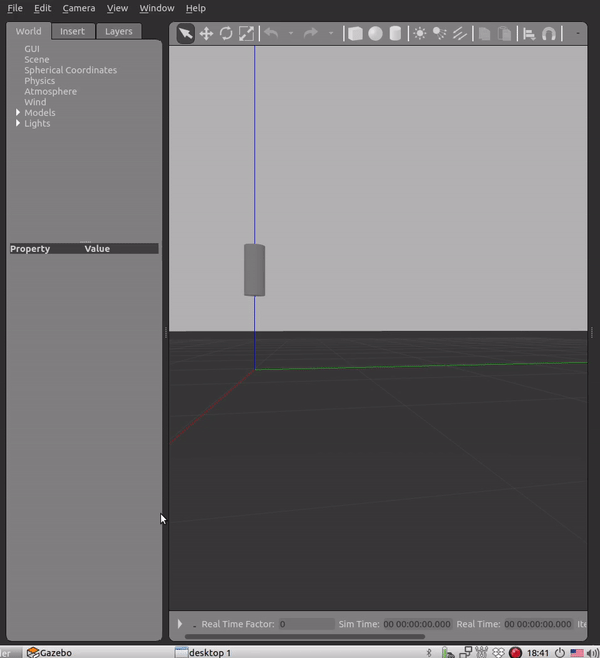 File Edit Camera View Window Help
World Insert Layers
GUI
Scene
Spherical Coordinates
Physics
Atmosphere
Wind
Models
Lights
Property Value
Real Time Factor: 0 Sim Time: 00 00:00:00.000 Real Time: 00 00:00:00.000 Ite
der Gazebo desktop 1 18:41